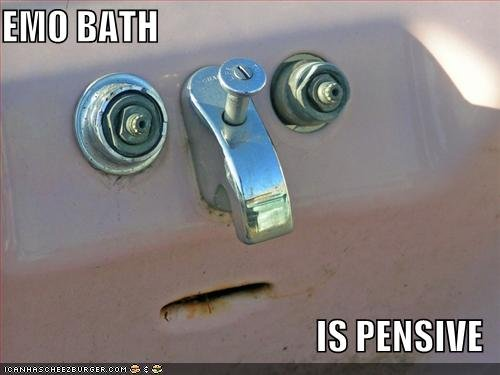 EMO BATH
IS PENSIVE
ICANHASCHEEZBURGER.COM